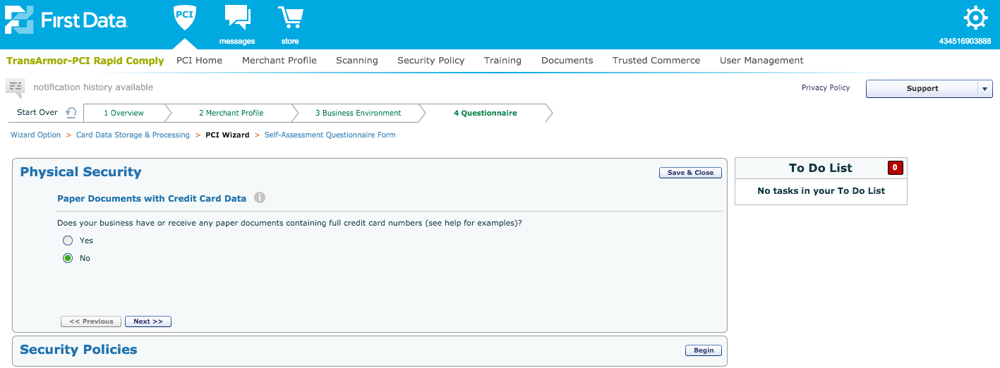 First Data
PCI
messages
store
434516903888
TransArmor-PCI Rapid Comply PCI Home Merchant Profile Scanning Security Policy Training Documents Trusted Commerce User Management
notification history available
Privacy Policy
Support
Start Over
1 Overview
2 Merchant Profile
3 Business Environment
4 Questionnaire
Wizard Option > Card Data Storage & Processing > PCI Wizard > Self-Assessment Questionnaire Form
Physical Security
Save & Close
Paper Documents with Credit Card Data i
Does your business have or receive any paper documents containing full credit card numbers (see help for examples)?
Yes
No
<< Previous
Next >>
Security Policies
Begin
To Do List
0
No tasks in your To Do List